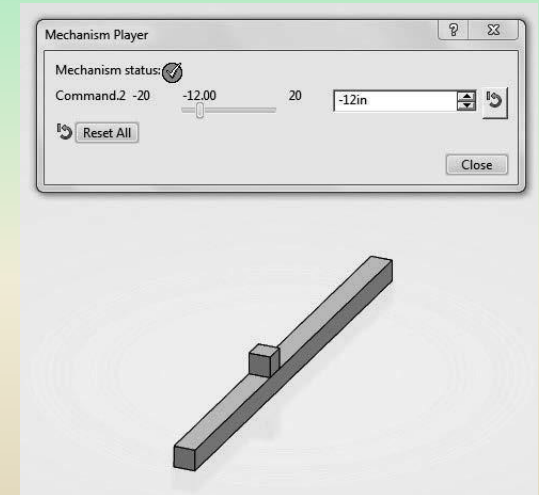 Mechanism Player
?
Mechanism status:
Command.2 -20 -12.00 20 -12in
Reset All
Close